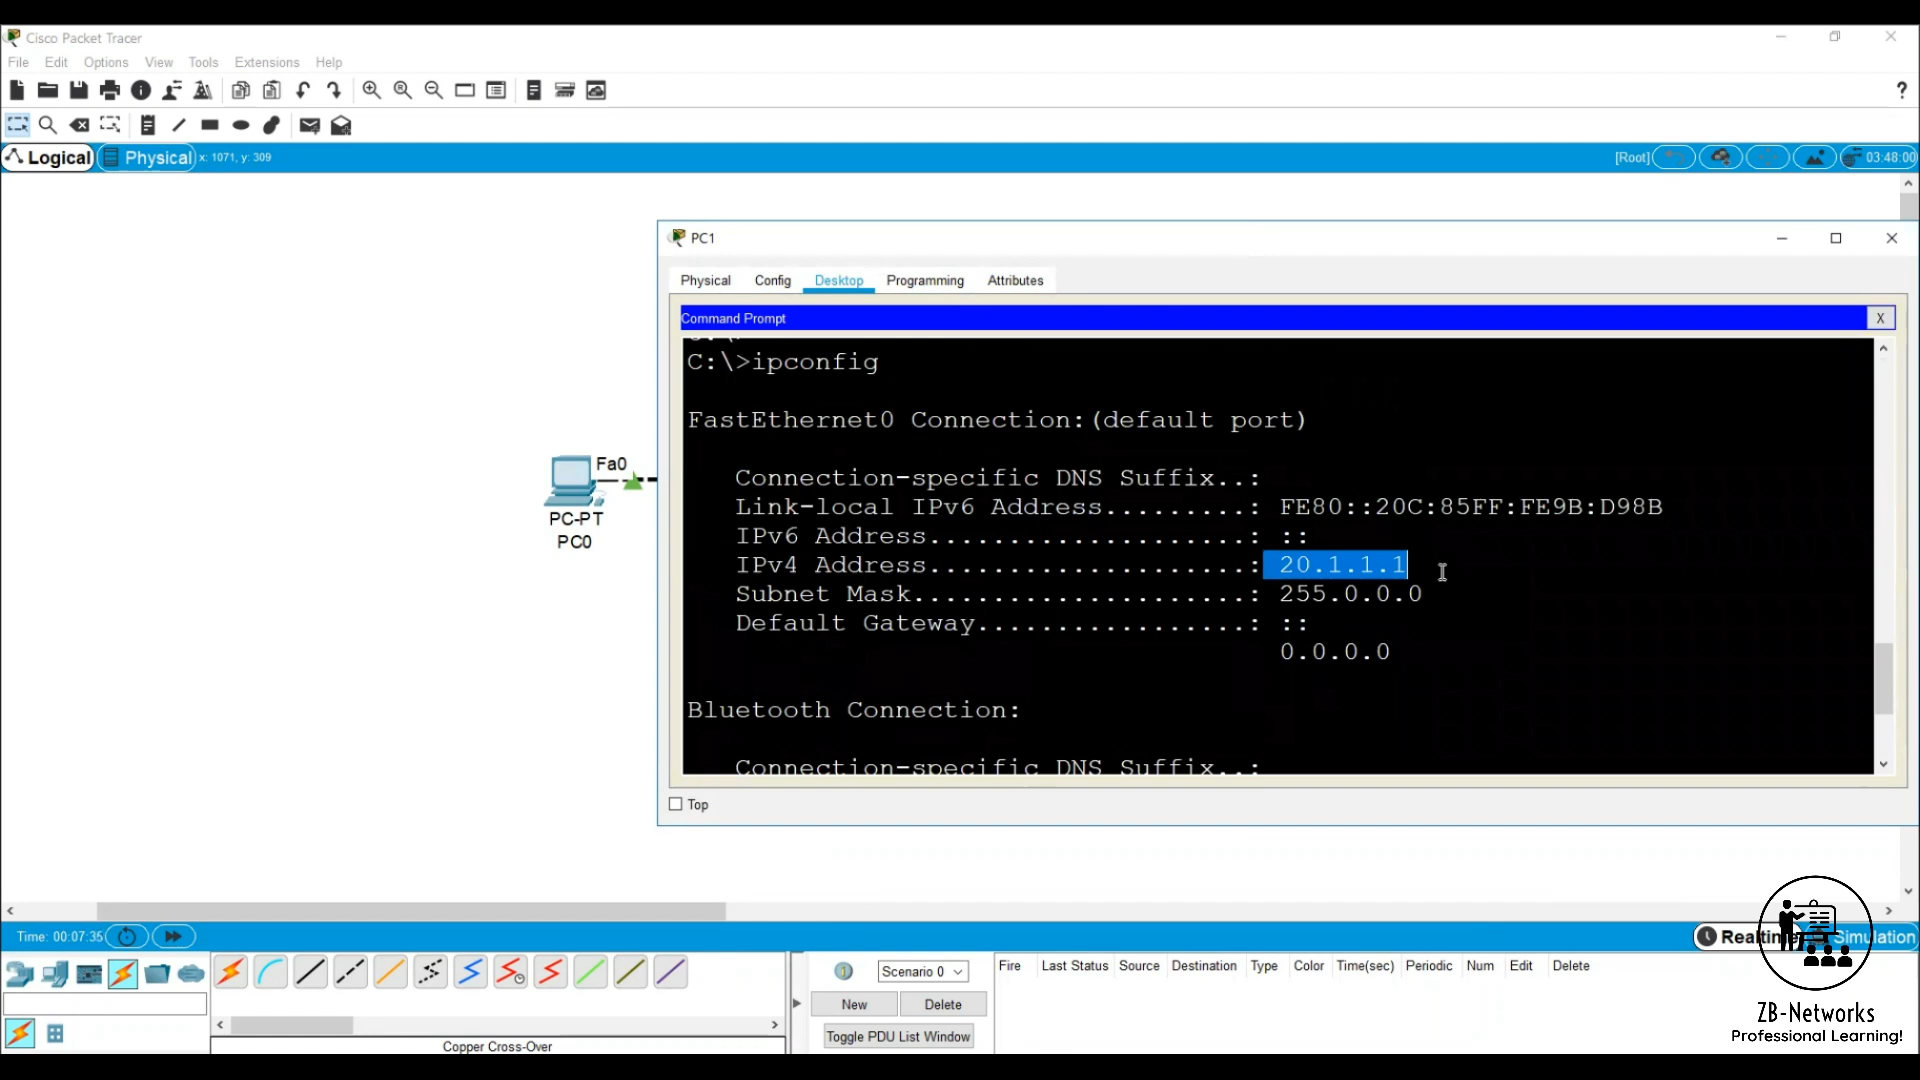 Cisco Packet Tracer
File Edit Options View Tools Extensions Help
?
Logical Physical x: 1071, y: 309 [Root] 03:48:00
PC1
Physical Config Desktop Programming Attributes
Command Prompt X
C:\>ipconfig
FastEthernet0 Connection:(default port)
Connection-specific DNS Suffix..:
Link-local IPv6 Address.........: FE80::20C:85FF:FE9B:D98B
IPv6 Address....................: ::
IPv4 Address....................: 20.1.1.1
Subnet Mask.....................: 255.0.0.0
Default Gateway.................: ::
0.0.0.0
Bluetooth Connection:
Connection-specific DNS Suffix..:
Top
Fa0
PC-PT
PC0
Time: 00:07:35 Realtime Simulation
Scenario 0
New Delete
Toggle PDU List Window
Fire Last Status Source Destination Type Color Time(sec) Periodic Num Edit Delete
Copper Cross-Over
ZB-Networks
Professional Learning!